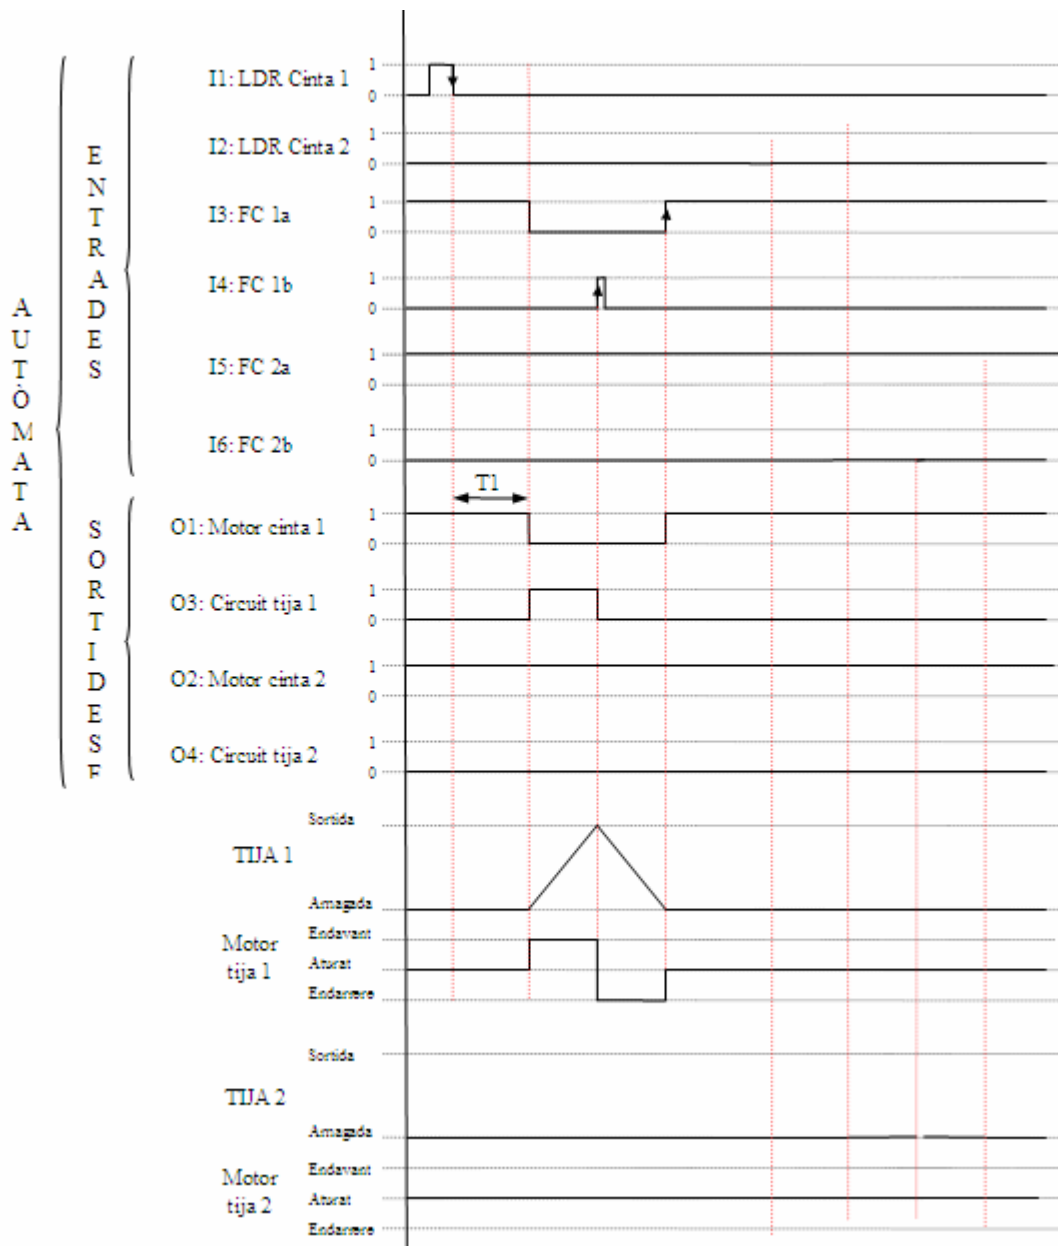 AUTÒMATA
ENTRADES
I1: LDR Cinta 1
1
0
I2: LDR Cinta 2
1
0
I3: FC 1a
1
0
I4: FC 1b
1
0
I5: FC 2a
1
0
I6: FC 2b
1
0
T1
SORTIDES
O1: Motor cinta 1
1
0
O3: Circuit tija 1
1
0
O2: Motor cinta 2
1
0
O4: Circuit tija 2
1
0
TIJA 1
Sortida
Amagada
Motor
tija 1
Endavant
Aturat
Endarrere
TIJA 2
Sortida
Amagada
Motor
tija 2
Endavant
Aturat
Endarrere